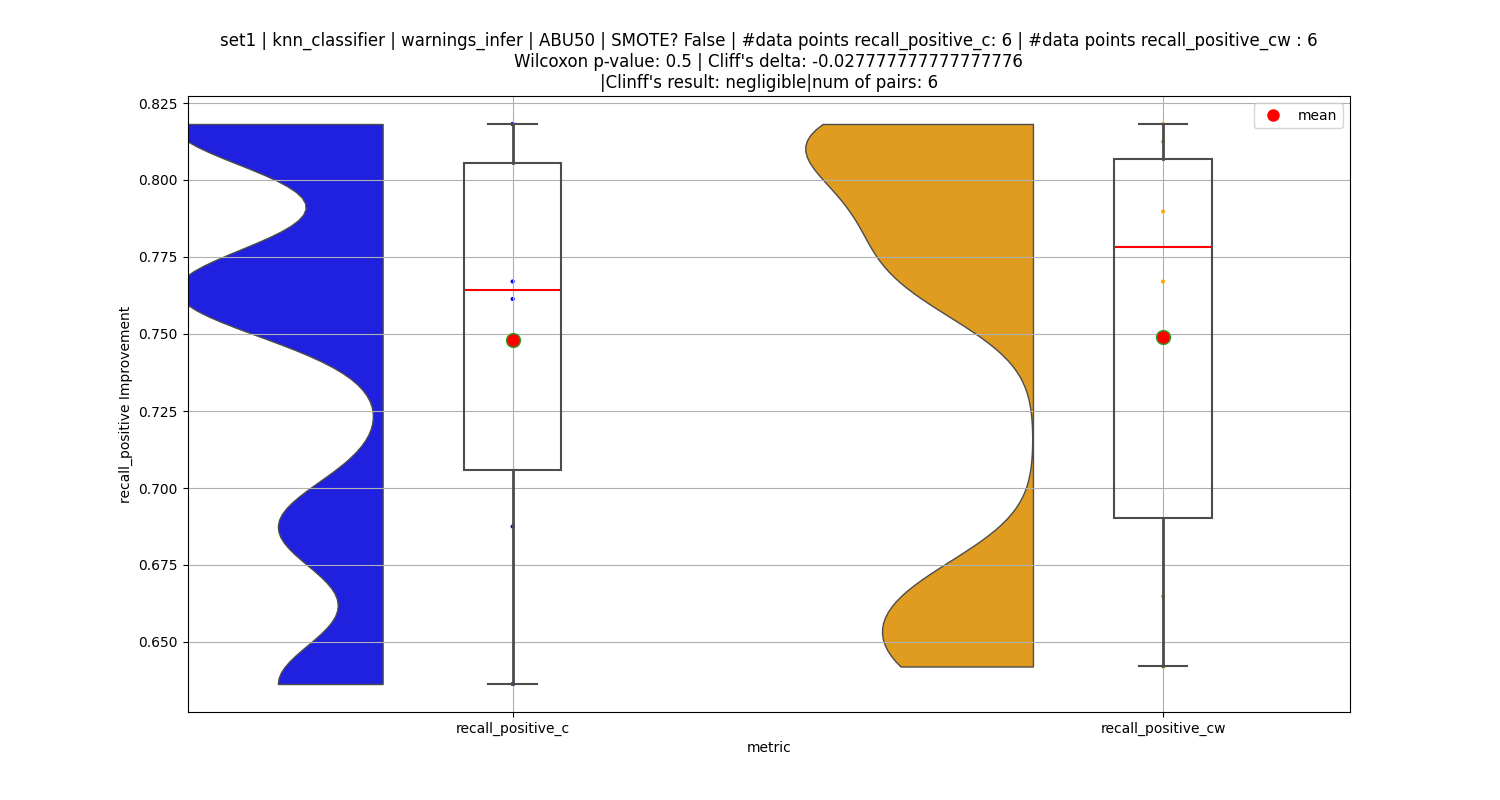 set1 | knn_classifier | warnings_infer | ABU50 | SMOTE? False | #data points recall_positive_c: 6 | #data points recall_positive_cw : 6
Wilcoxon p-value: 0.5 | Cliff's delta: -0.027777777777777776
|Clinff's result: negligible|num of pairs: 6
mean
0.825
0.800
0.775
0.750
0.725
0.700
0.675
0.650
recall_positive Improvement
recall_positive_c
recall_positive_cw
metric